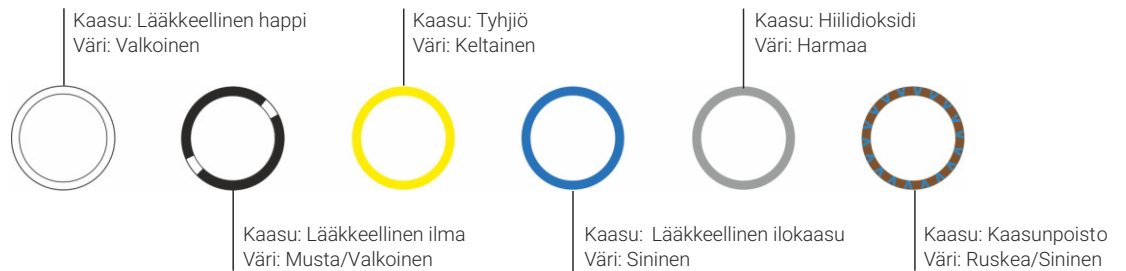 Kaasu: Lääkkeellinen happi
Väri: Valkoinen
Kaasu: Tyhjiö
Väri: Keltainen
Kaasu: Hiilidioksidi
Väri: Harmaa
Kaasu: Lääkkeellinen ilma
Väri: Musta/Valkoinen
Kaasu: Lääkkeellinen ilokaasu
Väri: Sininen
Kaasu: Kaasunpoisto
Väri: Ruskea/Sininen